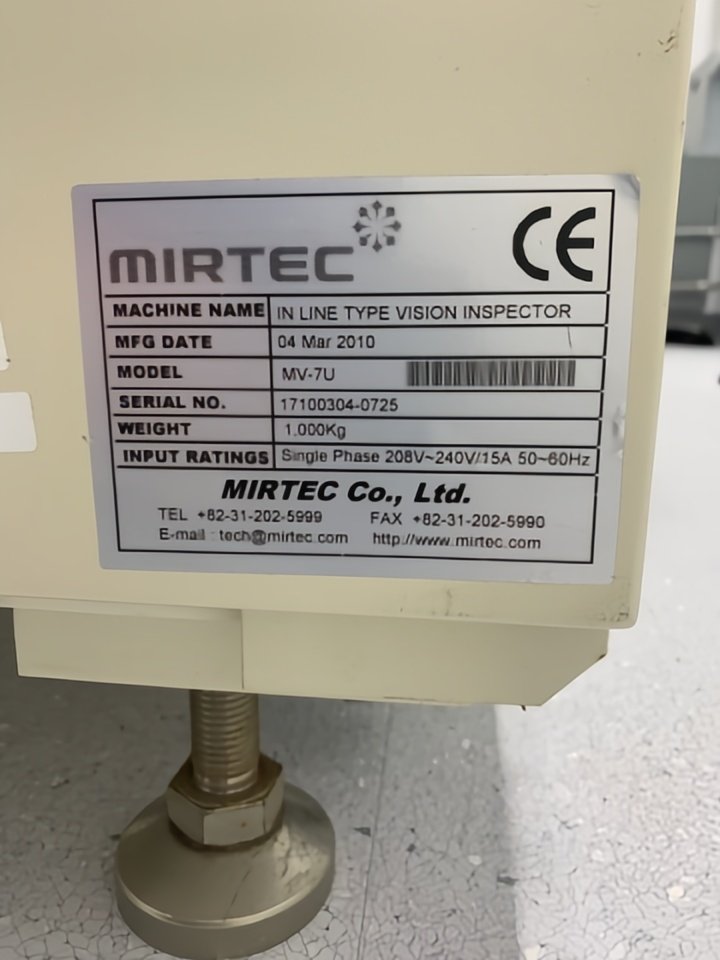 MIRTEC CE
MACHINE NAME IN LINE TYPE VISION INSPECTOR
MFG DATE 04 Mar 2010
MODEL MV-7U
SERIAL NO. 17100304-0725
WEIGHT 1,000Kg
INPUT RATINGS Single Phase 208V~240V/15A 50~60Hz
MIRTEC Co., Ltd.
TEL +82-31-202-5999 FAX +82-31-202-5990
E-mail : tech@mirtec.com http://www.mirtec.com